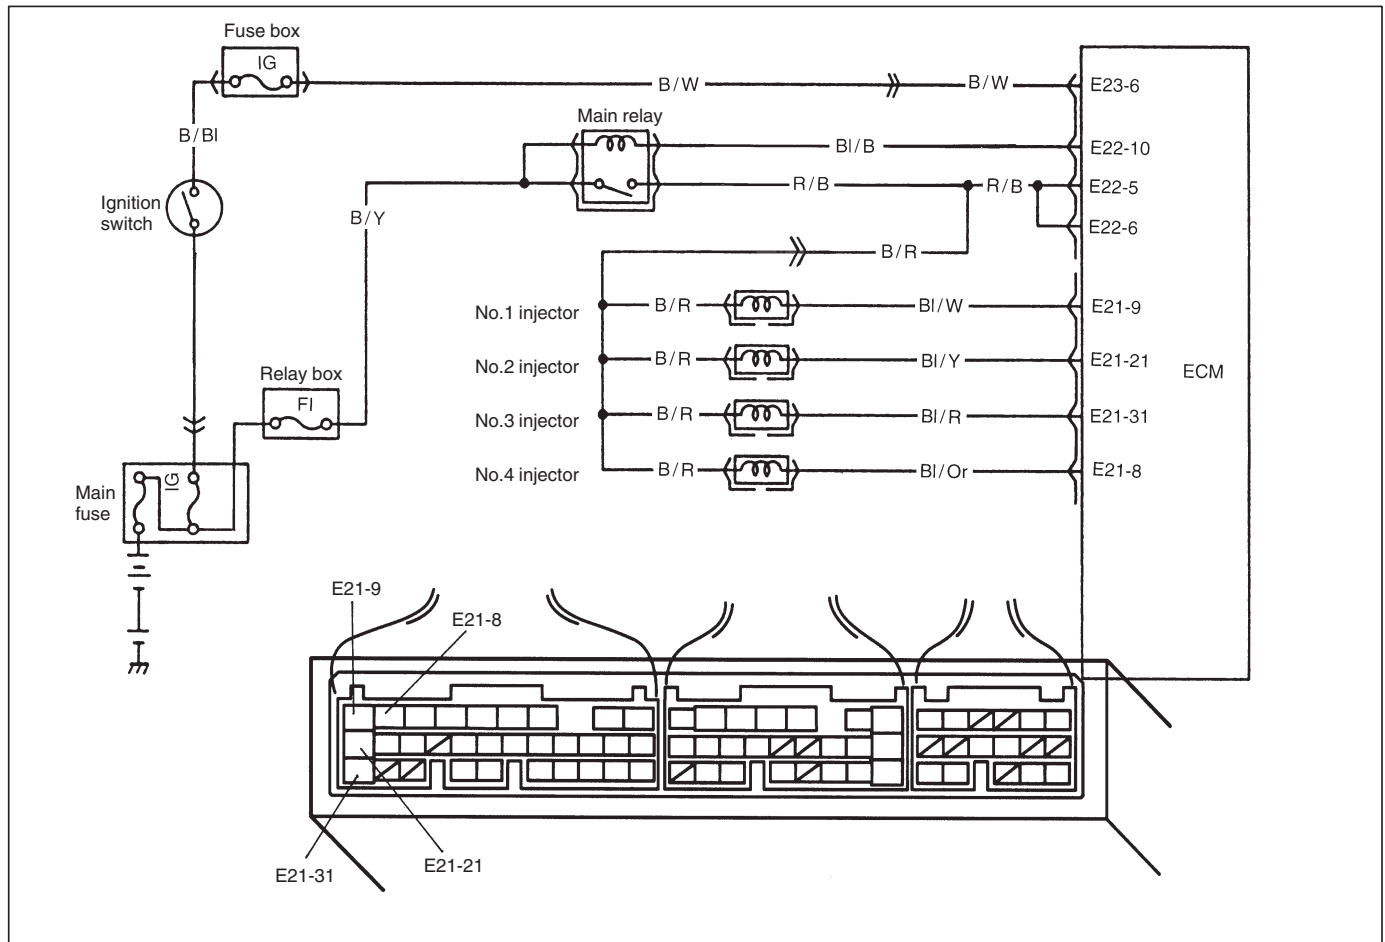 Fuse box
IG
B/W
B/W
E23-6
Main relay
B/Bl
Bl/B
E22-10
R/B
R/B
E22-5
Ignition
switch
B/Y
E22-6
B/R
No.1 injector
B/R
Bl/W
E21-9
No.2 injector
B/R
Bl/Y
E21-21
ECM
Relay box
FI
No.3 injector
B/R
Bl/R
E21-31
No.4 injector
B/R
Bl/Or
E21-8
IG
Main
fuse
E21-9
E21-8
E21-21
E21-31